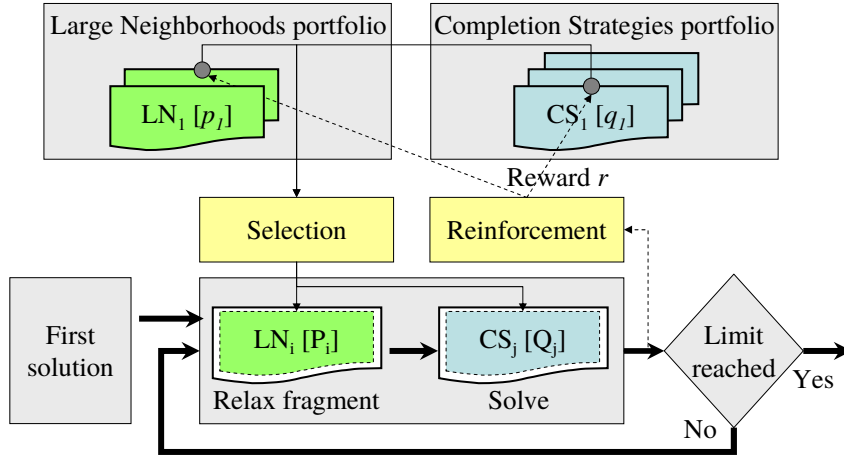 Large Neighborhoods portfolio
Completion Strategies portfolio
LN1 [p1]
CS1 [q1]
Reward r
Selection
Reinforcement
First
solution
LNi [Pi]
CSj [Qj]
Relax fragment
Solve
Limit
reached
Yes
No